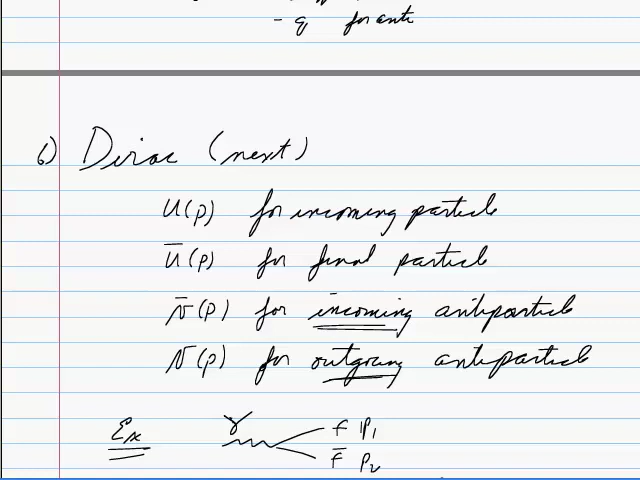 - q for anti
6) Dirac (next)
U(p) for incoming particle
Ū(p) for final particle
v̄(p) for incoming antiparticle
v(p) for outgoing antiparticle
Ex γ f p₁
f̄ p₂